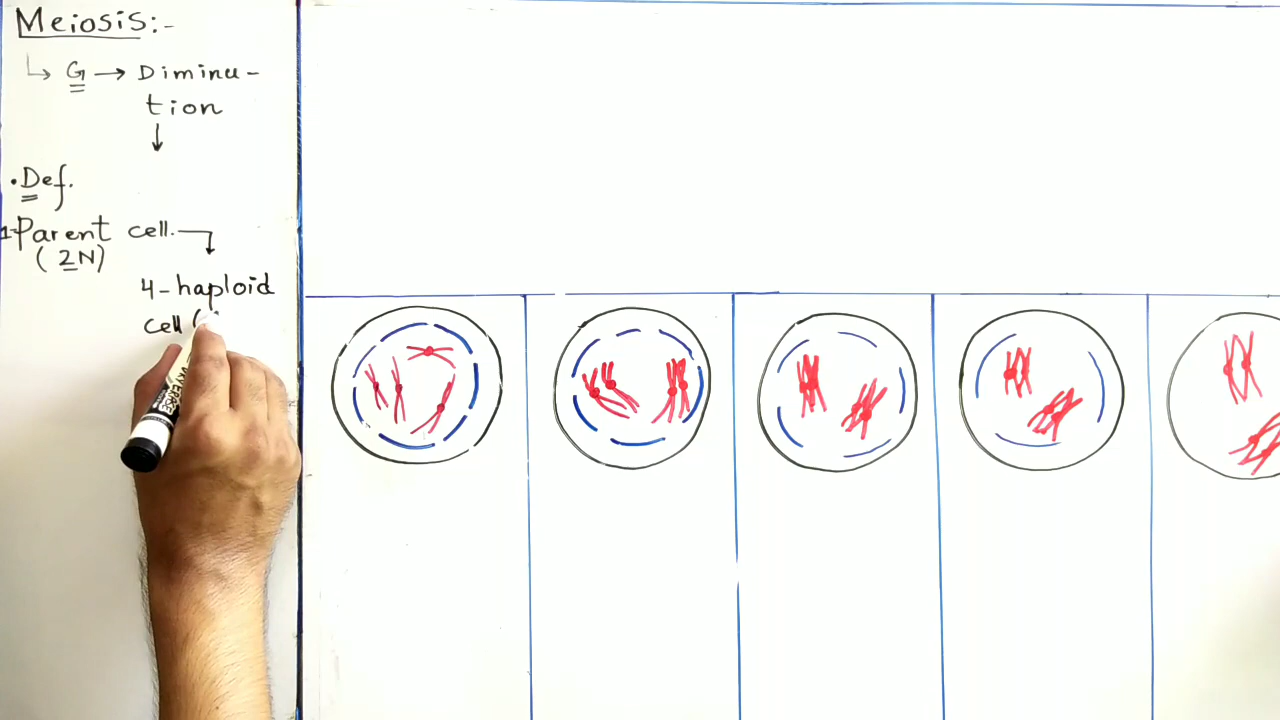 Meiosis:-
↳ G → Diminu-
tion
↓
• Def.
1- Parent cell.
(2N)
4-haploid
cell (